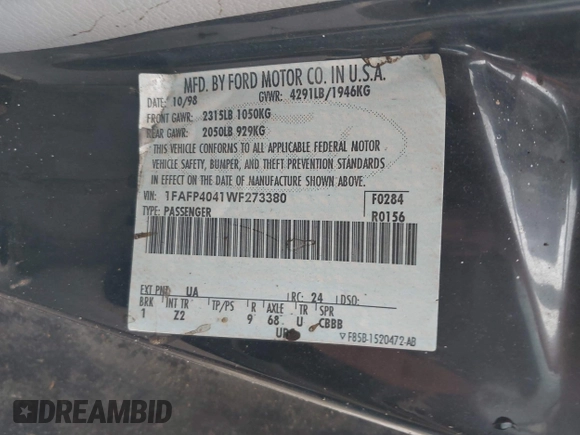 MFD. BY FORD MOTOR CO. IN U.S.A.
DATE: 10/98 GVWR: 4291LB/1946KG
FRONT GAWR: 2315LB 1050KG
REAR GAWR: 2050LB 929KG
THIS VEHICLE CONFORMS TO ALL APPLICABLE FEDERAL MOTOR
VEHICLE SAFETY, BUMPER, AND THEFT PREVENTION STANDARDS
IN EFFECT ON THE DATE OF MANUFACTURE SHOWN ABOVE.
VIN: 1FAFP4041WF273380 F0284
TYPE: PASSENGER R0156
EXT PNT: UA RC: 24 DSO:
BRK INT TR TP/PS R AXLE TR SPR
1 Z2 9 68 U CBBB
F85B-1520472-AB
DREAMBID